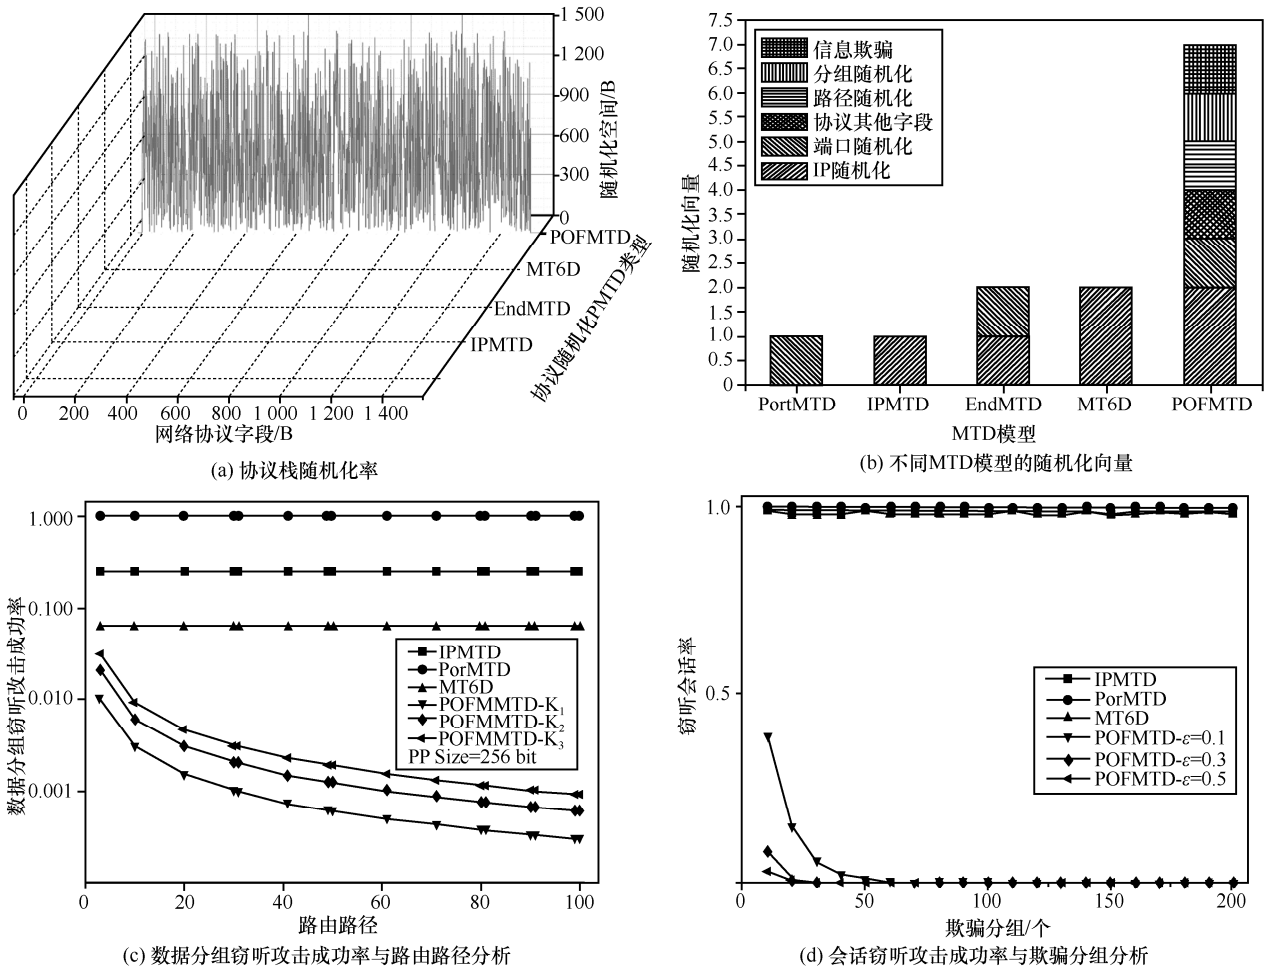 1 500
1 200
900
600
300
0
随机化空间/B
POFMTD
MT6D
EndMTD
IPMTD
协议随机化PMTD类型
0 200 400 600 800 1 000 1 200 1 400
网络协议字段/B
(a) 协议栈随机化率
7.5
7.0
6.5
6.0
5.5
5.0
4.5
4.0
3.5
3.0
2.5
2.0
1.5
1.0
0.5
0
随机化向量
信息欺骗
分组随机化
路径随机化
协议其他字段
端口随机化
IP随机化
PortMTD IPMTD EndMTD MT6D POFMTD
MTD模型
(b) 不同MTD模型的随机化向量
1.000
0.100
0.010
0.001
数据分组窃听攻击成功率
IPMTD
PorMTD
MT6D
POFMMTD-K1
POFMMTD-K2
POFMMTD-K3
PP Size=256 bit
0 20 40 60 80 100
路由路径
(c) 数据分组窃听攻击成功率与路由路径分析
1.0
0.5
窃听会话率
IPMTD
PorMTD
MT6D
POFMTD-ε=0.1
POFMTD-ε=0.3
POFMTD-ε=0.5
0 50 100 150 200
欺骗分组/个
(d) 会话窃听攻击成功率与欺骗分组分析